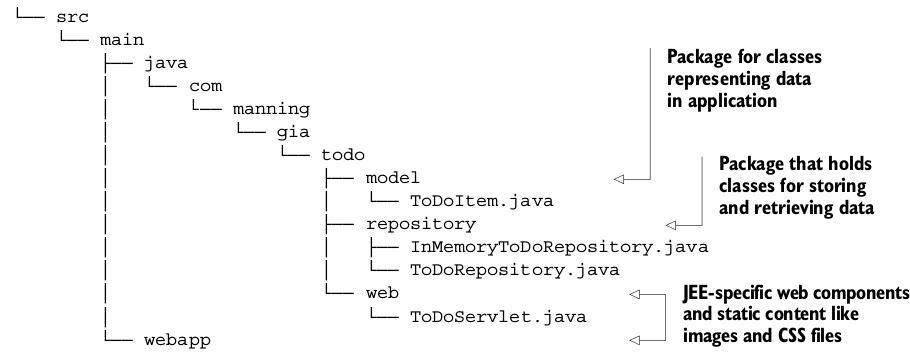 └── src
    └── main
        ├── java
        │   └── com
        │       └── manning
        │           └── gia
        │               └── todo
        │                   ├── model
        │                   │   └── ToDoItem.java
        │                   ├── repository
        │                   │   ├── InMemoryToDoRepository.java
        │                   │   └── ToDoRepository.java
        │                   └── web
        │                       └── ToDoServlet.java
        └── webapp
Package for classes
representing data
in application
Package that holds
classes for storing
and retrieving data
JEE-specific web components
and static content like
images and CSS files